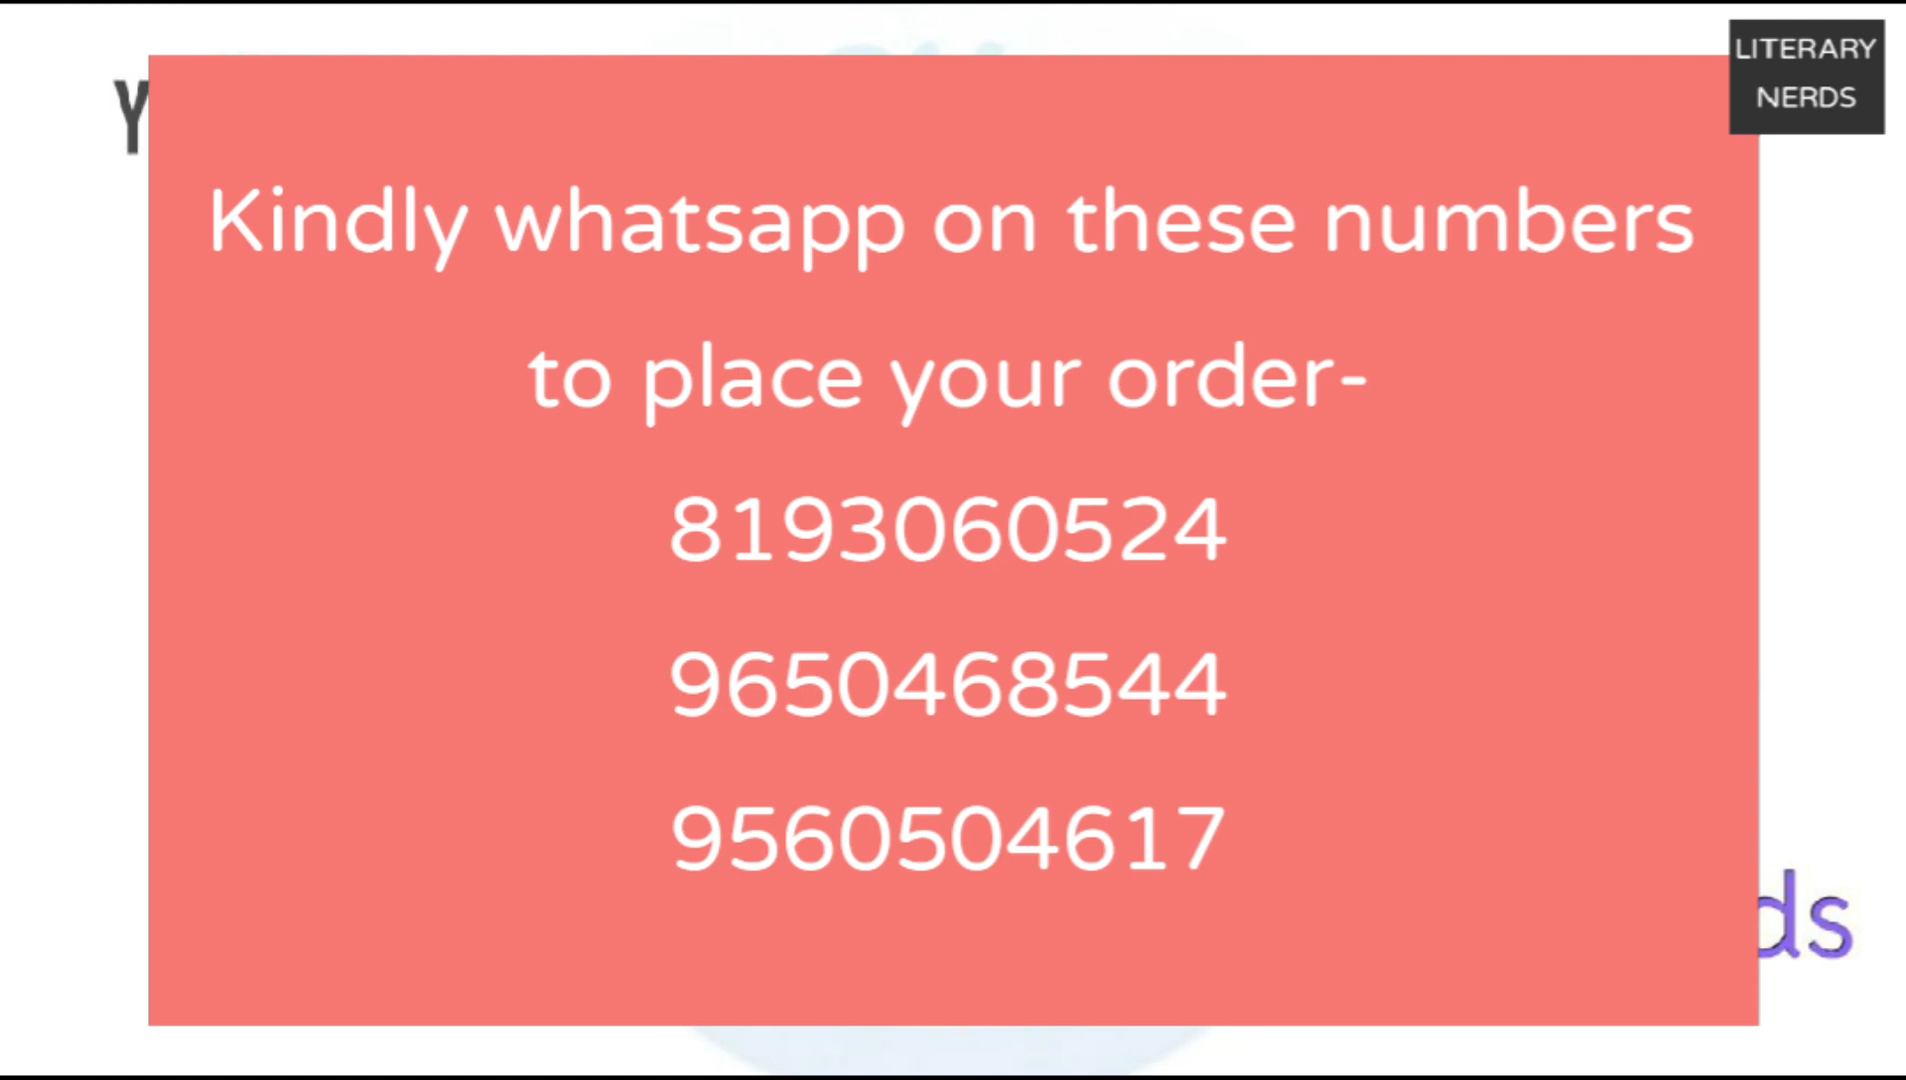 LITERARY
NERDS
Kindly whatsapp on these numbers
to place your order-
8193060524
9650468544
9560504617